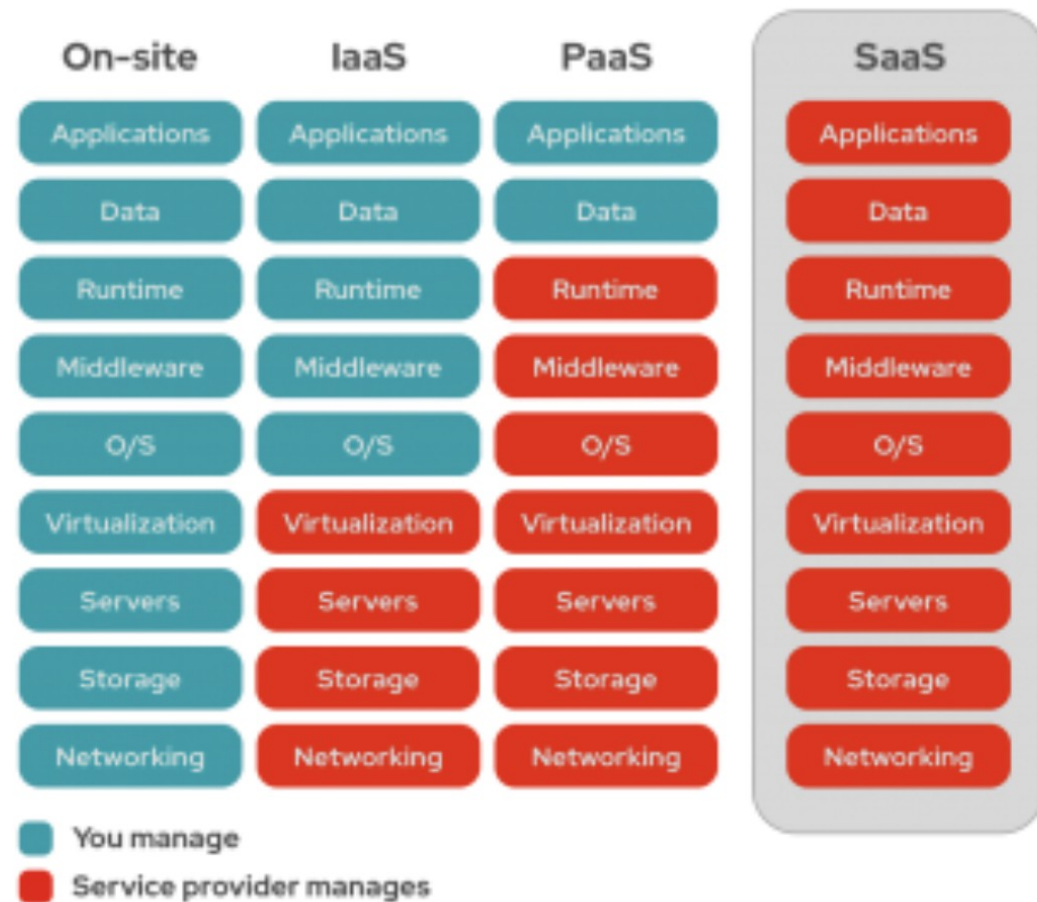 On-site IaaS PaaS SaaS
Applications Applications Applications Applications
Data Data Data Data
Runtime Runtime Runtime Runtime
Middleware Middleware Middleware Middleware
O/S O/S O/S O/S
Virtualization Virtualization Virtualization Virtualization
Servers Servers Servers Servers
Storage Storage Storage Storage
Networking Networking Networking Networking
You manage
Service provider manages